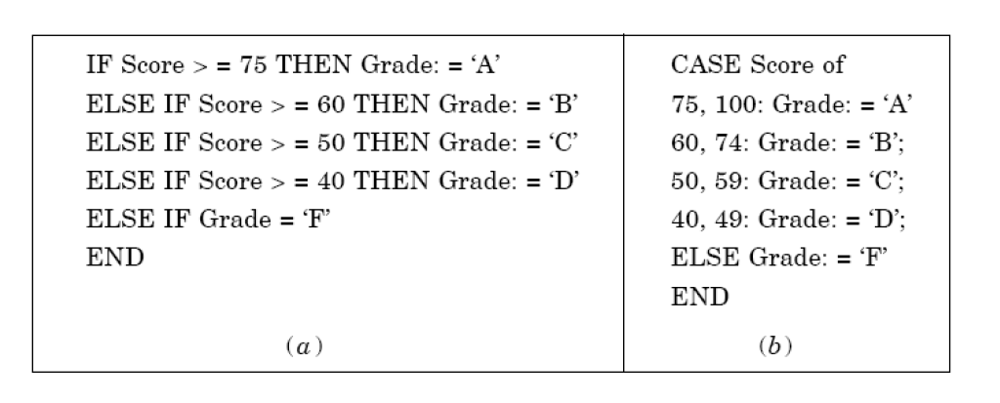 IF Score > = 75 THEN Grade: = ‘A’
ELSE IF Score > = 60 THEN Grade: = ‘B’
ELSE IF Score > = 50 THEN Grade: = ‘C’
ELSE IF Score > = 40 THEN Grade: = ‘D’
ELSE IF Grade = ‘F’
END
(a)
CASE Score of
75, 100: Grade: = ‘A’
60, 74: Grade: = ‘B’;
50, 59: Grade: = ‘C’;
40, 49: Grade: = ‘D’;
ELSE Grade: = ‘F’
END
(b)